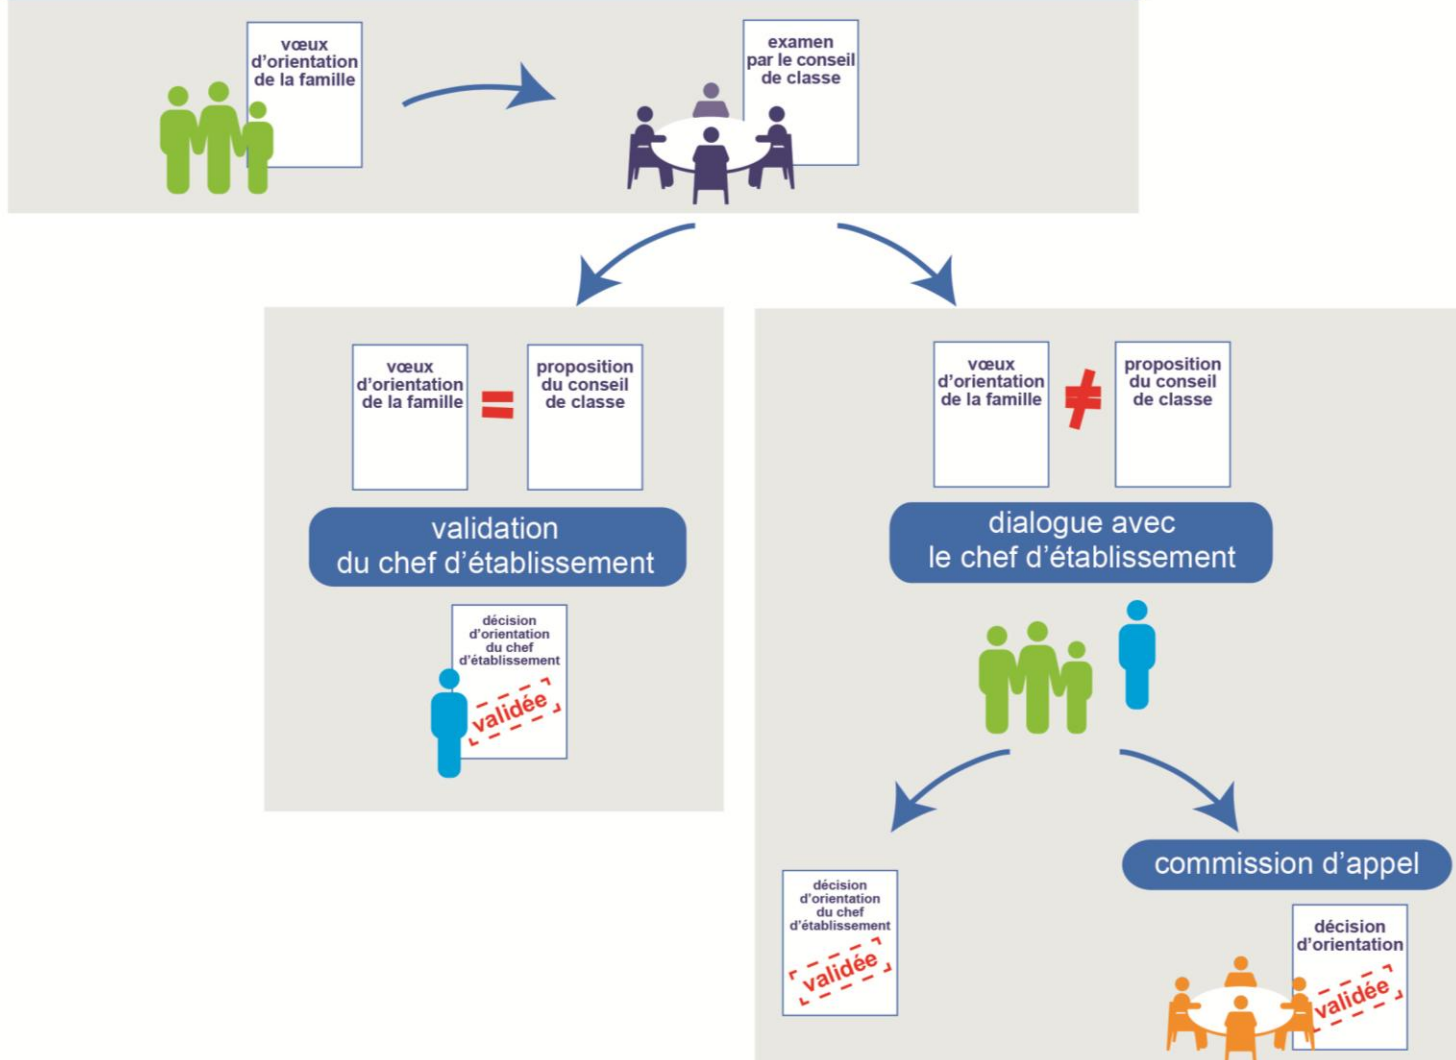 vœux
d'orientation
de la famille
examen
par le conseil
de classe
vœux
d'orientation
de la famille
=
proposition
du conseil
de classe
validation
du chef d'établissement
décision
d'orientation
du chef
d'établissement
validée
vœux
d'orientation
de la famille
≠
proposition
du conseil
de classe
dialogue avec
le chef d'établissement
décision
d'orientation
du chef
d'établissement
validée
commission d'appel
décision
d'orientation
validée